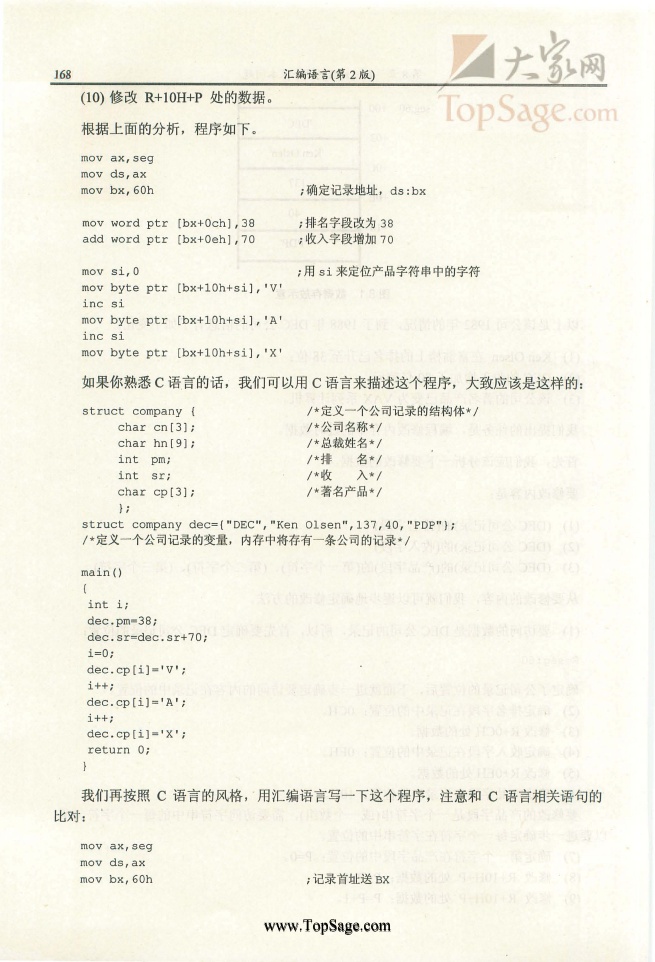 168
汇编语言(第 2 版)
大家网
TopSage.com
(10) 修改 R+10H+P 处的数据。
根据上面的分析，程序如下。
mov ax,seg
mov ds,ax
mov bx,60h ;确定记录地址，ds:bx
mov word ptr [bx+0ch],38 ;排名字段改为 38
add word ptr [bx+0eh],70 ;收入字段增加 70
mov si,0 ;用 si 来定位产品字符串中的字符
mov byte ptr [bx+10h+si],'V'
inc si
mov byte ptr [bx+10h+si],'A'
inc si
mov byte ptr [bx+10h+si],'X'
如果你熟悉 C 语言的话，我们可以用 C 语言来描述这个程序，大致应该是这样的：
struct company { /*定义一个公司记录的结构体*/
char cn[3]; /*公司名称*/
char hn[9]; /*总裁姓名*/
int pm; /*排 名*/
int sr; /*收 入*/
char cp[3]; /*著名产品*/
};
struct company dec={"DEC","Ken Olsen",137,40,"PDP"};
/*定义一个公司记录的变量，内存中将存有一条公司的记录*/
main()
{
int i;
dec.pm=38;
dec.sr=dec.sr+70;
i=0;
dec.cp[i]='V';
i++;
dec.cp[i]='A';
i++;
dec.cp[i]='X';
return 0;
}
我们再按照 C 语言的风格，用汇编语言写一下这个程序，注意和 C 语言相关语句的
比对：
mov ax,seg
mov ds,ax
mov bx,60h ;记录首址送 BX
www.TopSage.com